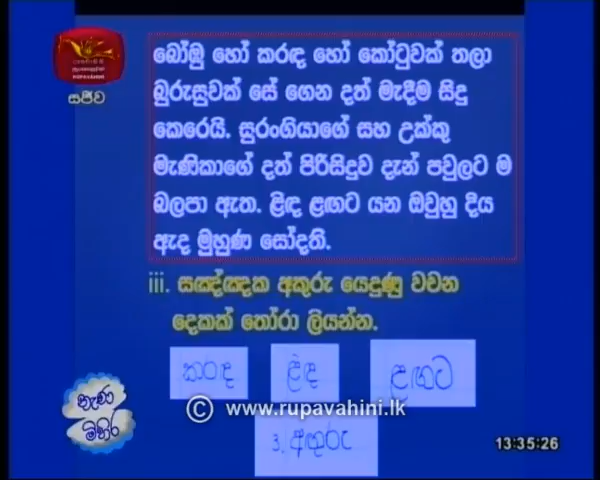 බෝඹු හෝ කරඳ හෝ කෝටුවක් තලා
බුරුසුවක් සේ ගෙන දත් මැදීම සිදු
සජීව
කෙරෙයි. සුරංගියාගේ සහ උක්කු
මැණිකාගේ දත් පිරිසිදුව දැන් පවුලට ම
බලපා ඇත. ළිඳ ළඟට යන ඔවුහු දිය
ඇද මුහුණ සෝදති.
iii. සඤ්ඤක අකුරු යෙදුණු වචන
දෙකක් තෝරා ලියන්න.
කරඳ ළිඳ ළඟට
නැණ
මිහිර
© www.rupavahini.lk
3. අඟුරු
13:35:26